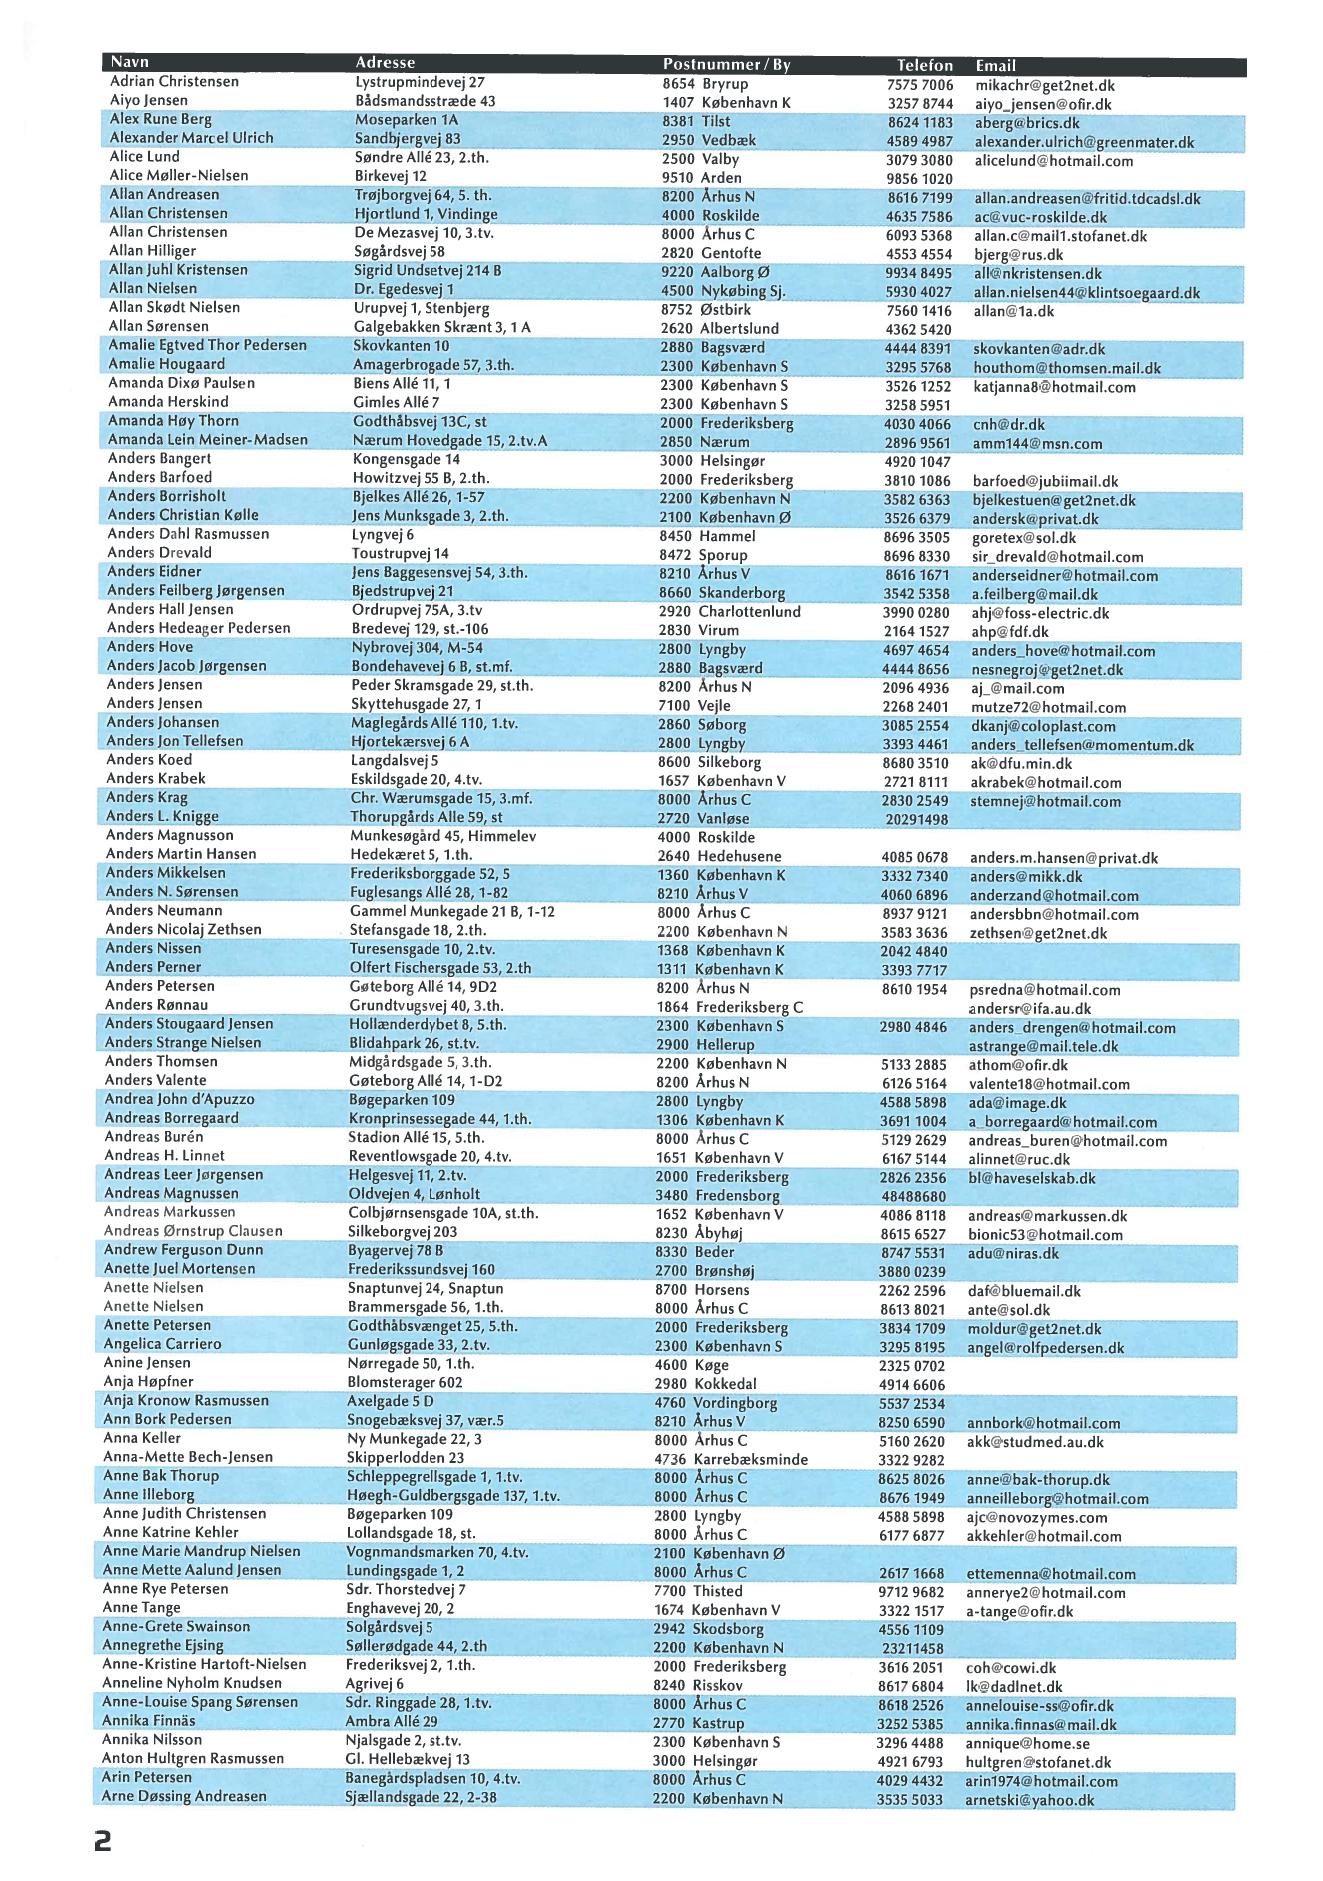 Navn Adresse Postnummer / By Telefon Email
Adrian Christensen Lystrupmindevej 27 8654 Bryrup 7575 7006 mikachr@get2net.dk
Aiyo Jensen Bådsmandsstræde 43 1407 København K 3257 8744 aiyo_jensen@ofir.dk
Alex Rune Berg Moseparken 1A 8381 Tilst 8624 1183 aberg@brics.dk
Alexander Marcel Ulrich Sandbjergvej 83 2950 Vedbæk 4589 4987 alexander.ulrich@greenmater.dk
Alice Lund Søndre Allé 23, 2.th. 2500 Valby 3079 3080 alicelund@hotmail.com
Alice Møller-Nielsen Birkevej 12 9510 Arden 9856 1020
Allan Andreasen Trøjborgvej 64, 5. th. 8200 Århus N 8616 7199 allan.andreasen@fritid.tdcadsl.dk
Allan Christensen Hjortlund 1, Vindinge 4000 Roskilde 4635 7586 ac@vuc-roskilde.dk
Allan Christensen De Mezasvej 10, 3.tv. 8000 Århus C 6093 5368 allan.c@mail1.stofanet.dk
Allan Hilliger Søgårdsvej 58 2820 Gentofte 4553 4554 bjerg@rus.dk
Allan Juhl Kristensen Sigrid Undsetvej 214 B 9220 Aalborg Ø 9934 8495 all@nkristensen.dk
Allan Nielsen Dr. Egedesvej 1 4500 Nykøbing Sj. 5930 4027 allan.nielsen44@klintsoegaard.dk
Allan Skødt Nielsen Urupvej 1, Stenbjerg 8752 Østbirk 7560 1416 allan@1a.dk
Allan Sørensen Galgebakken Skrænt 3, 1 A 2620 Albertslund 4362 5420
Amalie Egtved Thor Pedersen Skovkanten 10 2880 Bagsværd 4444 8391 skovkanten@adr.dk
Amalie Hougaard Amagerbrogade 57, 3.th. 2300 København S 3295 5768 houthom@thomsen.mail.dk
Amanda Dixø Paulsen Biens Allé 11, 1 2300 København S 3526 1252 katjanna8@hotmail.com
Amanda Herskind Gimles Allé 7 2300 København S 3258 5951
Amanda Høy Thorn Godthåbsvej 13C, st 2000 Frederiksberg 4030 4066 cnh@dr.dk
Amanda Lein Meiner-Madsen Nærum Hovedgade 15, 2.tv.A 2850 Nærum 2896 9561 amm144@msn.com
Anders Bangert Kongensgade 14 3000 Helsingør 4920 1047
Anders Barfoed Howitzvej 55 B, 2.th. 2000 Frederiksberg 3810 1086 barfoed@jubiimail.dk
Anders Borrisholt Bjelkes Allé 26, 1-57 2200 København N 3582 6363 bjelkestuen@get2net.dk
Anders Christian Kølle Jens Munksgade 3, 2.th. 2100 København Ø 3526 6379 andersk@privat.dk
Anders Dahl Rasmussen Lyngvej 6 8450 Hammel 8696 3505 goretex@sol.dk
Anders Drevald Toustrupvej 14 8472 Sporup 8696 8330 sir_drevald@hotmail.com
Anders Eidner Jens Baggesensvej 54, 3.th. 8210 Århus V 8616 1671 anderseidner@hotmail.com
Anders Feilberg Jørgensen Bjedstrupvej 21 8660 Skanderborg 3542 5358 a.feilberg@mail.dk
Anders Hall Jensen Ordrupvej 75A, 3.tv 2920 Charlottenlund 3990 0280 ahj@foss-electric.dk
Anders Hedeager Pedersen Bredevej 129, st.-106 2830 Virum 2164 1527 ahp@fdf.dk
Anders Hove Nybrovej 304, M-54 2800 Lyngby 4697 4654 anders_hove@hotmail.com
Anders Jacob Jørgensen Bondehavevej 6 B, st.mf. 2880 Bagsværd 4444 8656 nesnegroj@get2net.dk
Anders Jensen Peder Skramsgade 29, st.th. 8200 Århus N 2096 4936 aj_@mail.com
Anders Jensen Skyttehusgade 27, 1 7100 Vejle 2268 2401 mutze72@hotmail.com
Anders Johansen Maglegårds Allé 110, 1.tv. 2860 Søborg 3085 2554 dkanj@coloplast.com
Anders Jon Tellefsen Hjortekærsvej 6 A 2800 Lyngby 3393 4461 anders_tellefsen@momentum.dk
Anders Koed Langdalsvej 5 8600 Silkeborg 8680 3510 ak@dfu.min.dk
Anders Krabek Eskildsgade 20, 4.tv. 1657 København V 2721 8111 akrabek@hotmail.com
Anders Krag Chr. Wærumsgade 15, 3.mf. 8000 Århus C 2830 2549 stemnej@hotmail.com
Anders L. Knigge Thorupgårds Alle 59, st 2720 Vanløse 20291498
Anders Magnusson Munkesøgård 45, Himmelev 4000 Roskilde
Anders Martin Hansen Hedekæret 5, 1.th. 2640 Hedehusene 4085 0678 anders.m.hansen@privat.dk
Anders Mikkelsen Frederiksborggade 52, 5 1360 København K 3332 7340 anders@mikk.dk
Anders N. Sørensen Fuglesangs Allé 28, 1-82 8210 Århus V 4060 6896 anderzand@hotmail.com
Anders Neumann Gammel Munkegade 21 B, 1-12 8000 Århus C 8937 9121 andersbbn@hotmail.com
Anders Nicolaj Zethsen Stefansgade 18, 2.th. 2200 København N 3583 3636 zethsen@get2net.dk
Anders Nissen Turesensgade 10, 2.tv. 1368 København K 2042 4840
Anders Perner Olfert Fischersgade 53, 2.th 1311 København K 3393 7717
Anders Petersen Gøteborg Allé 14, 9D2 8200 Århus N 8610 1954 psredna@hotmail.com
Anders Rønnau Grundtvugsvej 40, 3.th. 1864 Frederiksberg C andersr@ifa.au.dk
Anders Stougaard Jensen Hollænderdybet 8, 5.th. 2300 København S 2980 4846 anders_drengen@hotmail.com
Anders Strange Nielsen Blidahpark 26, st.tv. 2900 Hellerup astrange@mail.tele.dk
Anders Thomsen Midgårdsgade 5, 3.th. 2200 København N 5133 2885 athom@ofir.dk
Anders Valente Gøteborg Allé 14, 1-D2 8200 Århus N 6126 5164 valente18@hotmail.com
Andrea John d'Apuzzo Bøgeparken 109 2800 Lyngby 4588 5898 ada@image.dk
Andreas Borregaard Kronprinsessegade 44, 1.th. 1306 København K 3691 1004 a_borregaard@hotmail.com
Andreas Burén Stadion Allé 15, 5.th. 8000 Århus C 5129 2629 andreas_buren@hotmail.com
Andreas H. Linnet Reventlowsgade 20, 4.tv. 1651 København V 6167 5144 alinnet@ruc.dk
Andreas Leer Jørgensen Helgesvej 11, 2.tv. 2000 Frederiksberg 2826 2356 bl@haveselskab.dk
Andreas Magnussen Oldvejen 4, Lønholt 3480 Fredensborg 48488680
Andreas Markussen Colbjørnsensgade 10A, st.th. 1652 København V 4086 8118 andreas@markussen.dk
Andreas Ørnstrup Clausen Silkeborgvej 203 8230 Åbyhøj 8615 6527 bionic53@hotmail.com
Andrew Ferguson Dunn Byagervej 78 B 8330 Beder 8747 5531 adu@niras.dk
Anette Juel Mortensen Frederikssundsvej 160 2700 Brønshøj 3880 0239
Anette Nielsen Snaptunvej 24, Snaptun 8700 Horsens 2262 2596 daf@bluemail.dk
Anette Nielsen Brammersgade 56, 1.th. 8000 Århus C 8613 8021 ante@sol.dk
Anette Petersen Godthåbsvænget 25, 5.th. 2000 Frederiksberg 3834 1709 moldur@get2net.dk
Angelica Carriero Gunløgsgade 33, 2.tv. 2300 København S 3295 8195 angel@rolfpedersen.dk
Anine Jensen Nørregade 50, 1.th. 4600 Køge 2325 0702
Anja Høpfner Blomsterager 602 2980 Kokkedal 4914 6606
Anja Kronow Rasmussen Axelgade 5 D 4760 Vordingborg 5537 2534
Ann Bork Pedersen Snogebæksvej 37, vær.5 8210 Århus V 8250 6590 annbork@hotmail.com
Anna Keller Ny Munkegade 22, 3 8000 Århus C 5160 2620 akk@studmed.au.dk
Anna-Mette Bech-Jensen Skipperlodden 23 4736 Karrebæksminde 3322 9282
Anne Bak Thorup Schleppegrellsgade 1, 1.tv. 8000 Århus C 8625 8026 anne@bak-thorup.dk
Anne Illeborg Høegh-Guldbergsgade 137, 1.tv. 8000 Århus C 8676 1949 anneilleborg@hotmail.com
Anne Judith Christensen Bøgeparken 109 2800 Lyngby 4588 5898 ajc@novozymes.com
Anne Katrine Kehler Lollandsgade 18, st. 8000 Århus C 6177 6877 akkehler@hotmail.com
Anne Marie Mandrup Nielsen Vognmandsmarken 70, 4.tv. 2100 København Ø
Anne Mette Aalund Jensen Lundingsgade 1, 2 8000 Århus C 2617 1668 ettemenna@hotmail.com
Anne Rye Petersen Sdr. Thorstedvej 7 7700 Thisted 9712 9682 annerye2@hotmail.com
Anne Tange Enghavevej 20, 2 1674 København V 3322 1517 a-tange@ofir.dk
Anne-Grete Swainson Solgårdsvej 5 2942 Skodsborg 4556 1109
Annegrethe Ejsing Søllerødgade 44, 2.th 2200 København N 23211458
Anne-Kristine Hartoft-Nielsen Frederiksvej 2, 1.th. 2000 Frederiksberg 3616 2051 coh@cowi.dk
Anneline Nyholm Knudsen Agrivej 6 8240 Risskov 8617 6804 lk@dadlnet.dk
Anne-Louise Spang Sørensen Sdr. Ringgade 28, 1.tv. 8000 Århus C 8618 2526 annelouise-ss@ofir.dk
Annika Finnäs Ambra Allé 29 2770 Kastrup 3252 5385 annika.finnas@mail.dk
Annika Nilsson Njalsgade 2, st.tv. 2300 København S 3296 4488 annique@home.se
Anton Hultgren Rasmussen Gl. Hellebækvej 13 3000 Helsingør 4921 6793 hultgren@stofanet.dk
Arin Petersen Banegårdspladsen 10, 4.tv. 8000 Århus C 4029 4432 arin1974@hotmail.com
Arne Døssing Andreasen Sjællandsgade 22, 2-38 2200 København N 3535 5033 arnetski@yahoo.dk
2